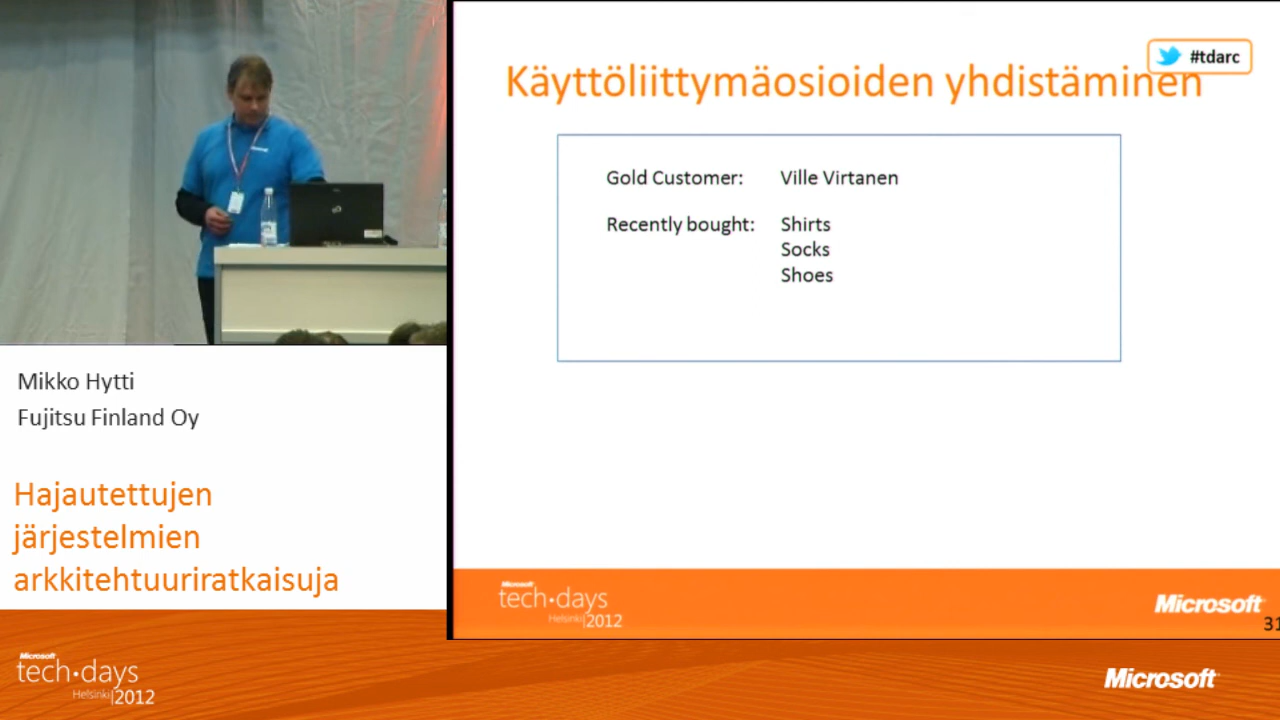 #tdarc
Käyttöliittymäosioiden yhdistäminen
Gold Customer: Ville Virtanen
Recently bought: Shirts
Socks
Shoes
Microsoft
tech·days
Helsinki|2012
Microsoft
31
Mikko Hytti
Fujitsu Finland Oy
Hajautettujen
järjestelmien
arkkitehtuuriratkaisuja
Microsoft
tech·days
Helsinki|2012
Microsoft